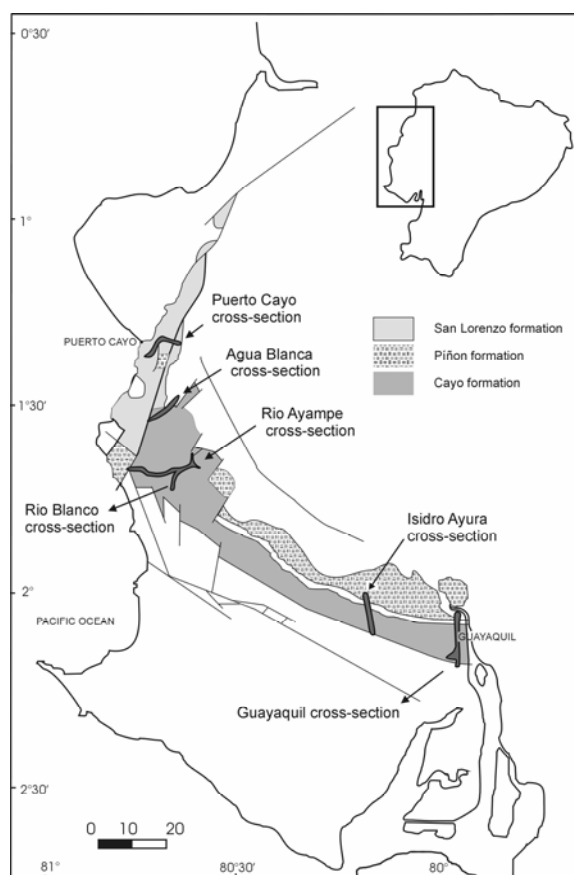 0°30'
1°
Puerto Cayo
cross-section
PUERTO CAYO
San Lorenzo formation
Piñon formation
Cayo formation
Agua Blanca
cross-section
1°30'
Rio Ayampe
cross-section
Rio Blanco
cross-section
Isidro Ayura
cross-section
2°
PACIFIC OCEAN
GUAYAQUIL
Guayaquil cross-section
2°30'
0 10 20
81°
80°30'
80°